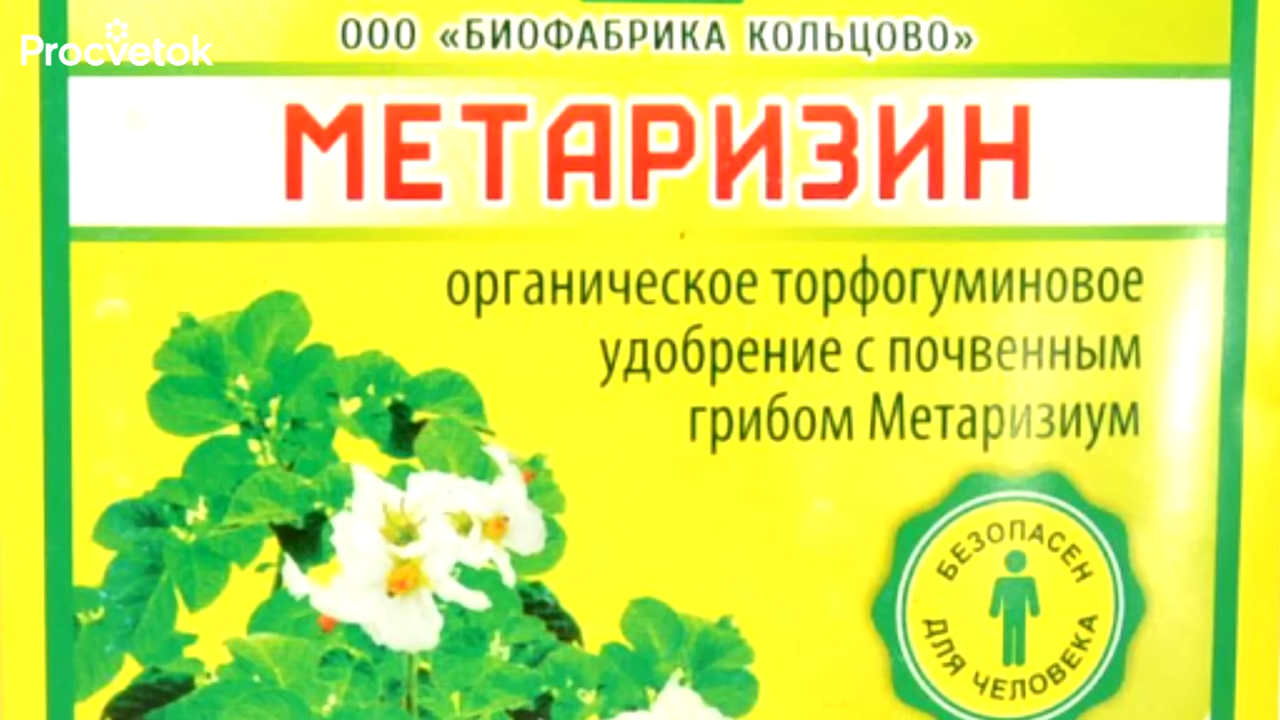 Procvetok
ООО «БИОФАБРИКА КОЛЬЦОВО»
МЕТАРИЗИН
органическое торфогуминовое
удобрение с почвенным
грибом Метаризиум
БЕЗОПАСЕН
ДЛЯ ЧЕЛОВЕКА